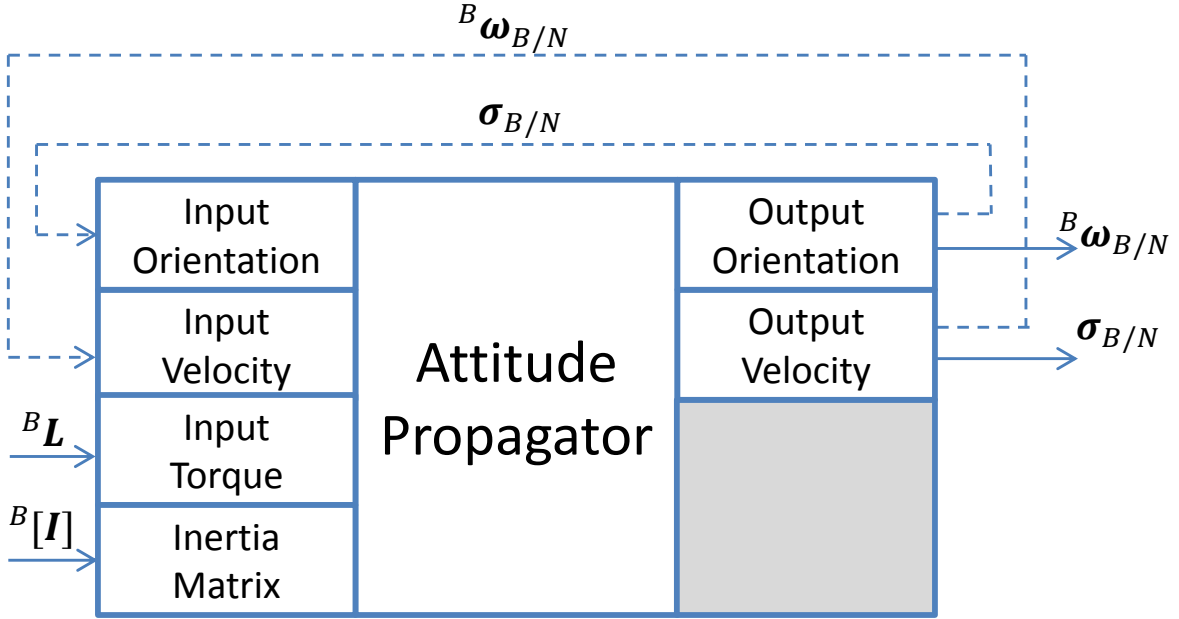 ᴮω_B/N
σ_B/N
Input
Orientation
Output
Orientation
ᴮω_B/N
Input
Velocity
Attitude
Propagator
Output
Velocity
σ_B/N
ᴮL
Input
Torque
ᴮ[I]
Inertia
Matrix